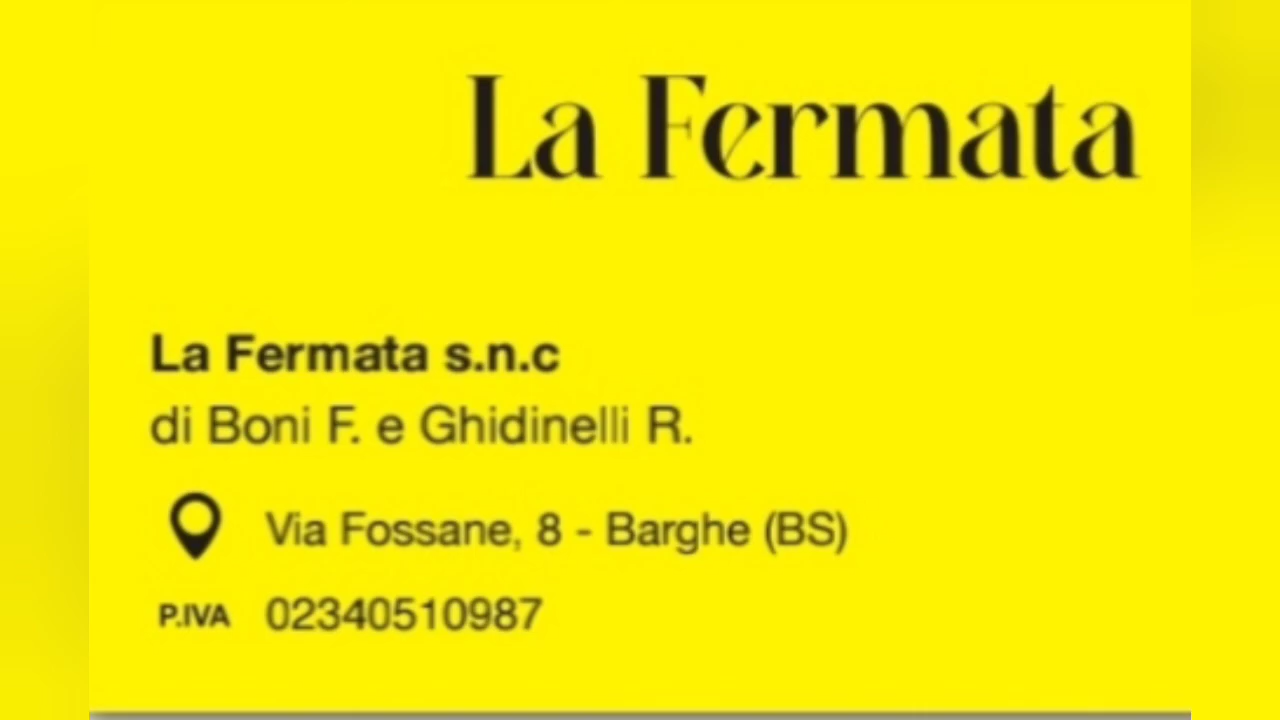 La Fermata
La Fermata s.n.c
di Boni F. e Ghidinelli R.
Via Fossane, 8 - Barghe (BS)
P.IVA 02340510987